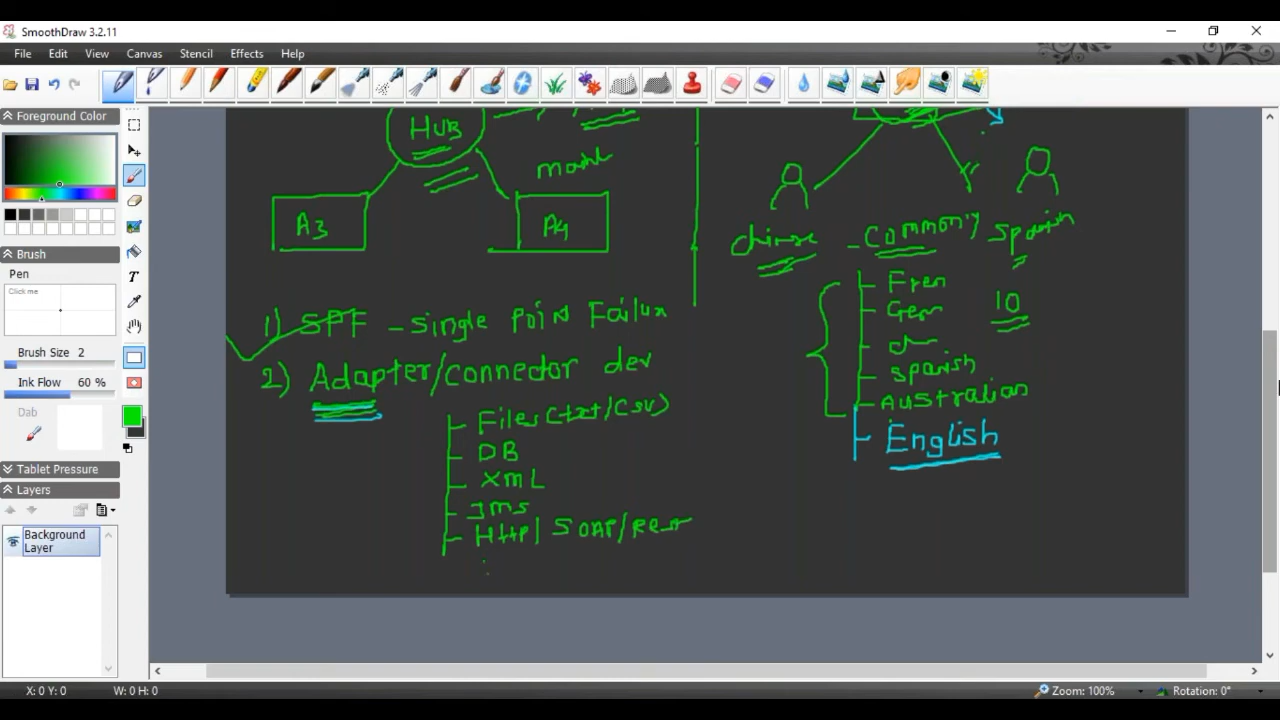 SmoothDraw 3.2.11
File Edit View Canvas Stencil Effects Help
Foreground Color
Brush
Pen
Click me
Brush Size 2
Ink Flow 60 %
Dab
Tablet Pressure
Layers
Background Layer
HUB
A3
A4
1) SPF - Single Point Failux
2) Adapter/connector dev
Files (txt/csv)
DB
XML
Jms
Http/ SOAP/Rest
chinese
Common
Spanish
Fren
Germ
10
ch
Spanish
Australian
English
X: 0 Y: 0
W: 0 H: 0
Zoom: 100%
Rotation: 0°